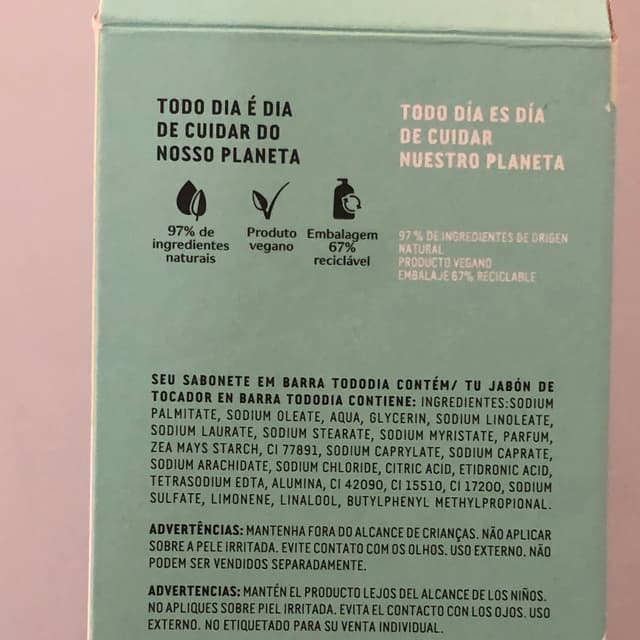 TODO DIA É DIA
DE CUIDAR DO
NOSSO PLANETA
97% de
ingredientes
naturais
Produto
vegano
Embalagem
67%
reciclável
TODO DÍA ES DÍA
DE CUIDAR
NUESTRO PLANETA
97 % DE INGREDIENTES DE ORIGEN
NATURAL
PRODUCTO VEGANO
EMBALAJE 67% RECICLABLE
SEU SABONETE EM BARRA TODODIA CONTÉM/ TU JABÓN DE
TOCADOR EN BARRA TODODIA CONTIENE: INGREDIENTES:SODIUM
PALMITATE, SODIUM OLEATE, AQUA, GLYCERIN, SODIUM LINOLEATE,
SODIUM LAURATE, SODIUM STEARATE, SODIUM MYRISTATE, PARFUM,
ZEA MAYS STARCH, CI 77891, SODIUM CAPRYLATE, SODIUM CAPRATE,
SODIUM ARACHIDATE, SODIUM CHLORIDE, CITRIC ACID, ETIDRONIC ACID,
TETRASODIUM EDTA, ALUMINA, CI 42090, CI 15510, CI 17200, SODIUM
SULFATE, LIMONENE, LINALOOL, BUTYLPHENYL METHYLPROPIONAL.
ADVERTÊNCIAS: MANTENHA FORA DO ALCANCE DE CRIANÇAS. NÃO APLICAR
SOBRE A PELE IRRITADA. EVITE CONTATO COM OS OLHOS. USO EXTERNO. NÃO
PODEM SER VENDIDOS SEPARADAMENTE.
ADVERTENCIAS: MANTÉN EL PRODUCTO LEJOS DEL ALCANCE DE LOS NIÑOS.
NO APLIQUES SOBRE PIEL IRRITADA. EVITA EL CONTACTO CON LOS OJOS. USO
EXTERNO. NO ETIQUETADO PARA SU VENTA INDIVIDUAL.